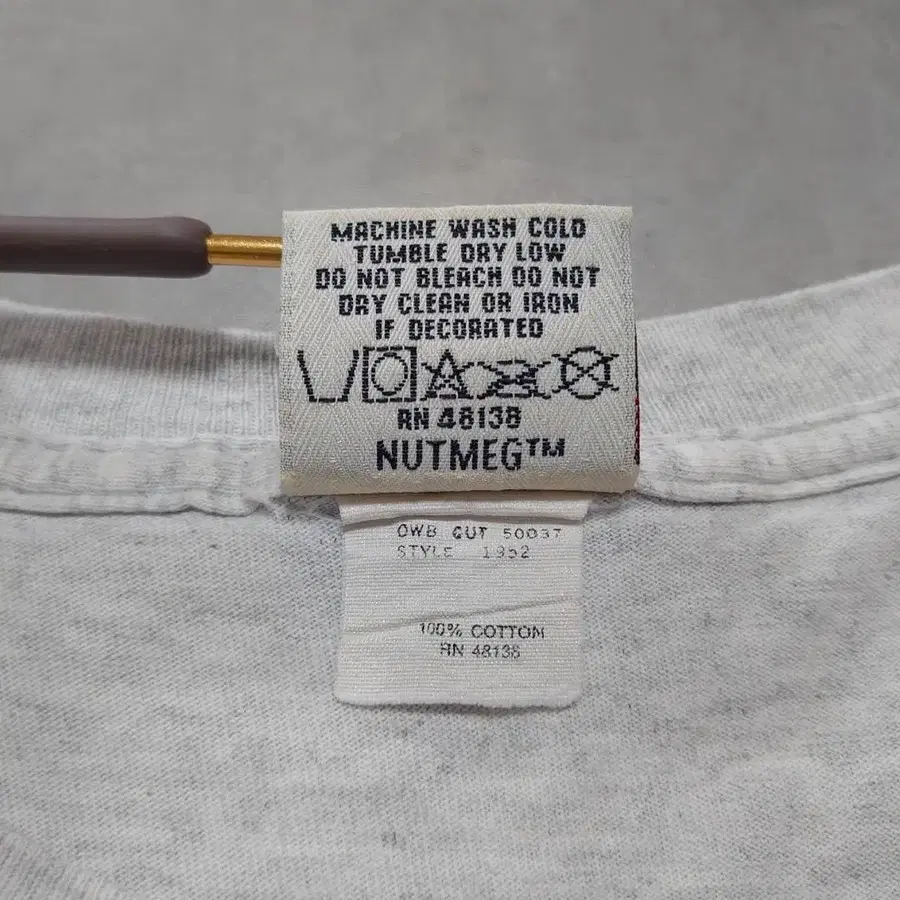 MACHINE WASH COLD
TUMBLE DRY LOW
DO NOT BLEACH DO NOT
DRY CLEAN OR IRON
IF DECORATED
RN 48138
NUTMEG™
OWB CUT 50037
STYLE 1952
100% COTTON
RN 48138